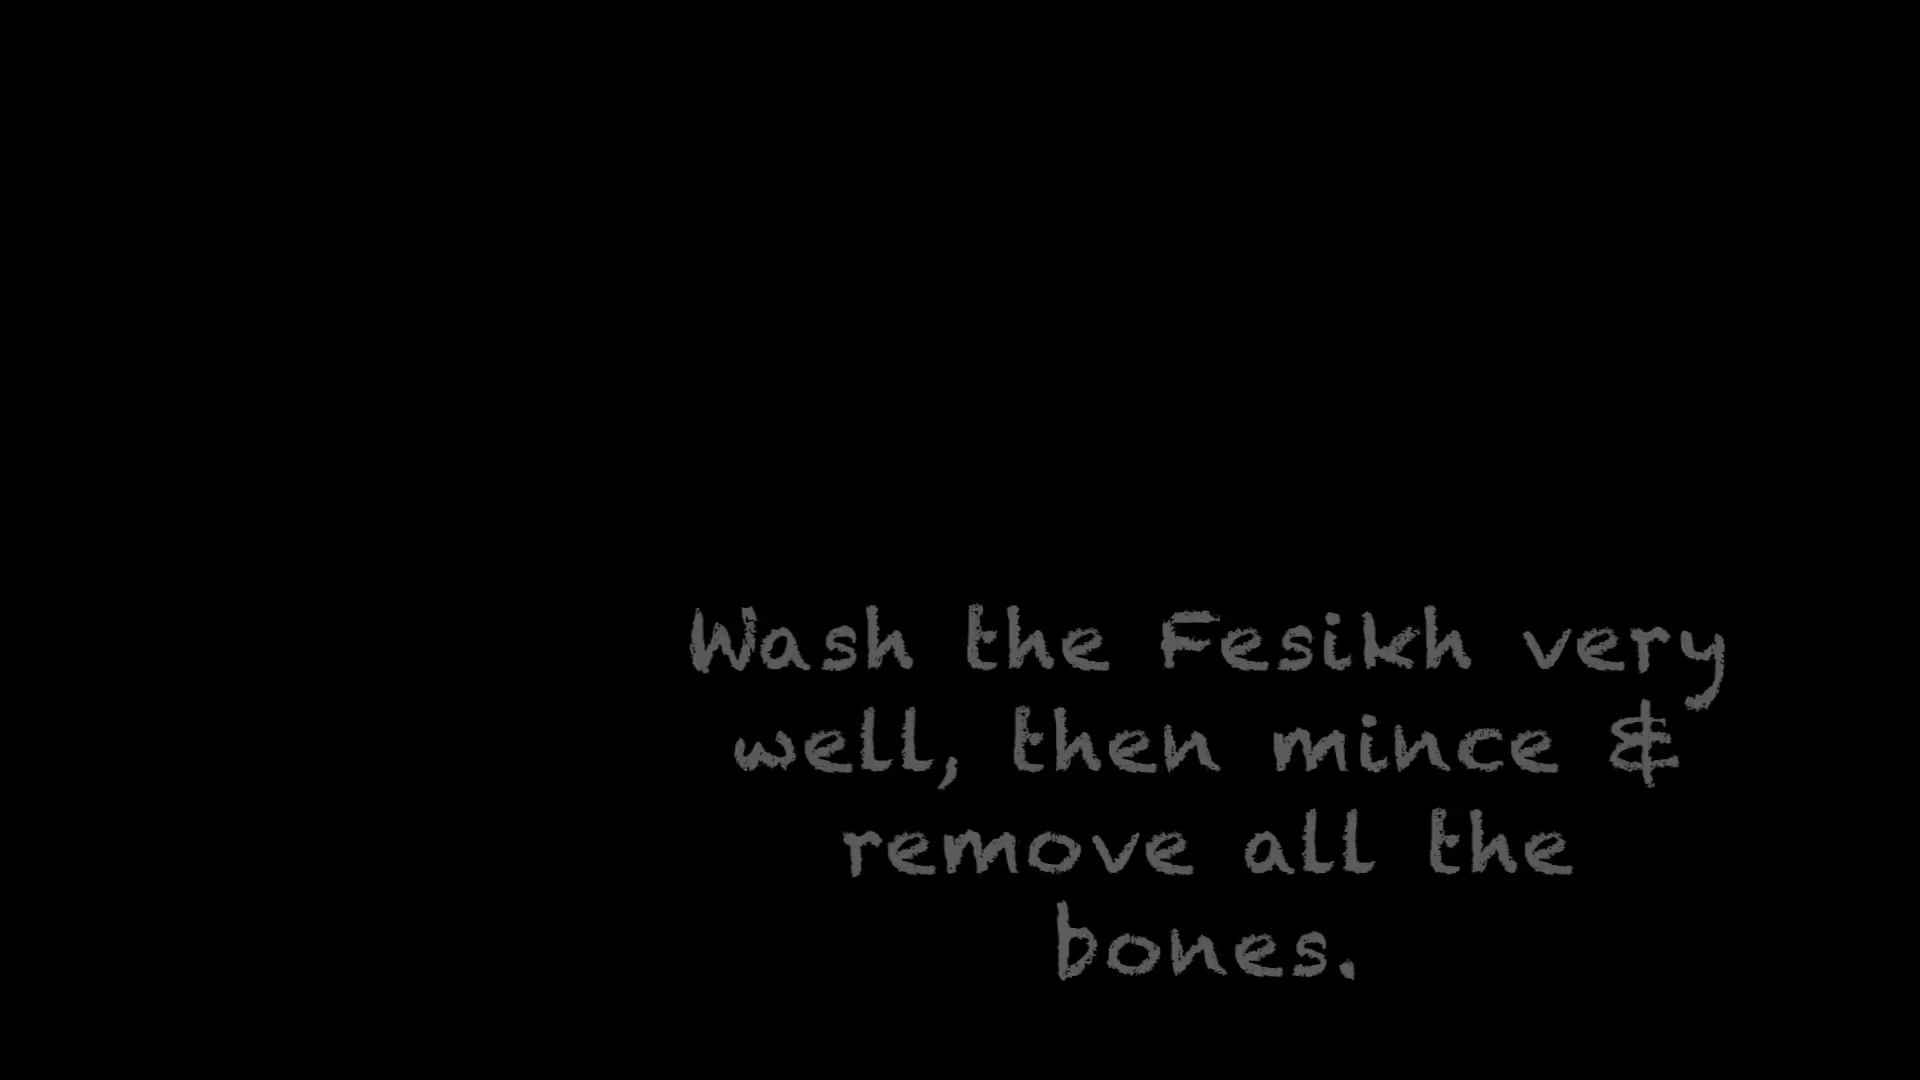 Wash the Fesikh very
well, then mince &
remove all the
bones.